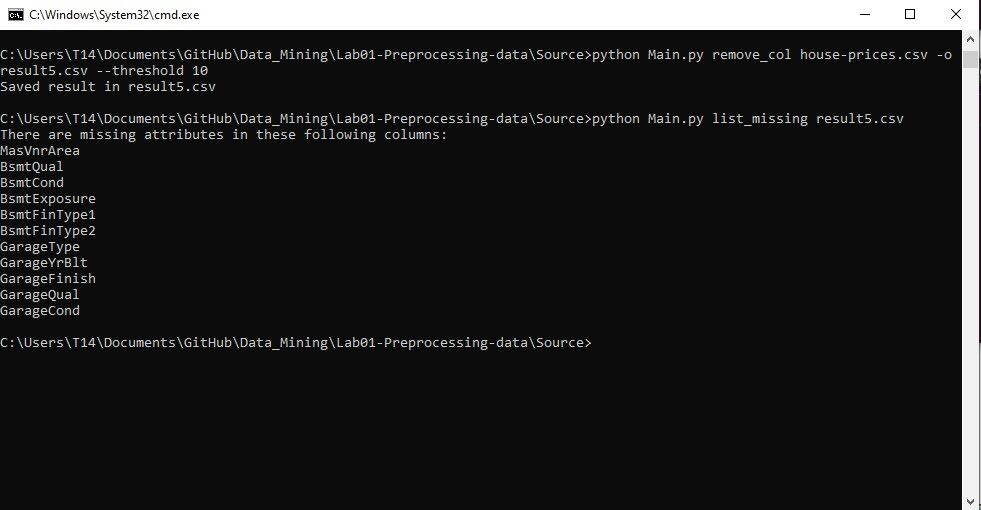 C:\Windows\System32\cmd.exe
C:\Users\T14\Documents\GitHub\Data_Mining\Lab01-Preprocessing-data\Source>python Main.py remove_col house-prices.csv -o
result5.csv --threshold 10
Saved result in result5.csv
C:\Users\T14\Documents\GitHub\Data_Mining\Lab01-Preprocessing-data\Source>python Main.py list_missing result5.csv
There are missing attributes in these following columns:
MasVnrArea
BsmtQual
BsmtCond
BsmtExposure
BsmtFinType1
BsmtFinType2
GarageType
GarageYrBlt
GarageFinish
GarageQual
GarageCond
C:\Users\T14\Documents\GitHub\Data_Mining\Lab01-Preprocessing-data\Source>